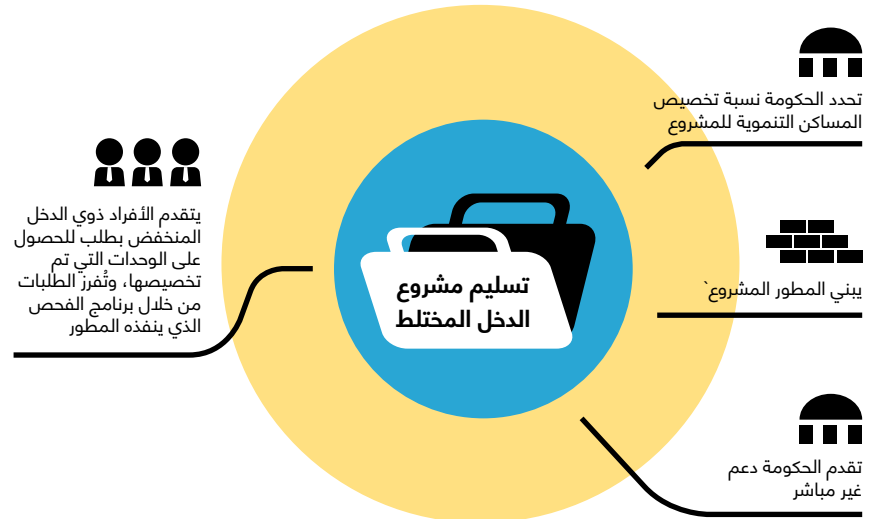 تحدد الحكومة نسبة تخصيص
المساكن التنموية للمشروع
يبني المطور المشروع`
تقدم الحكومة دعم
غير مباشر
تسليم مشروع
الدخل المختلط
يتقدم الأفراد ذوي الدخل
المنخفض بطلب للحصول
على الوحدات التي تم
تخصيصها، وتُفرز الطلبات
من خلال برنامج الفحص
الذي ينفذه المطور